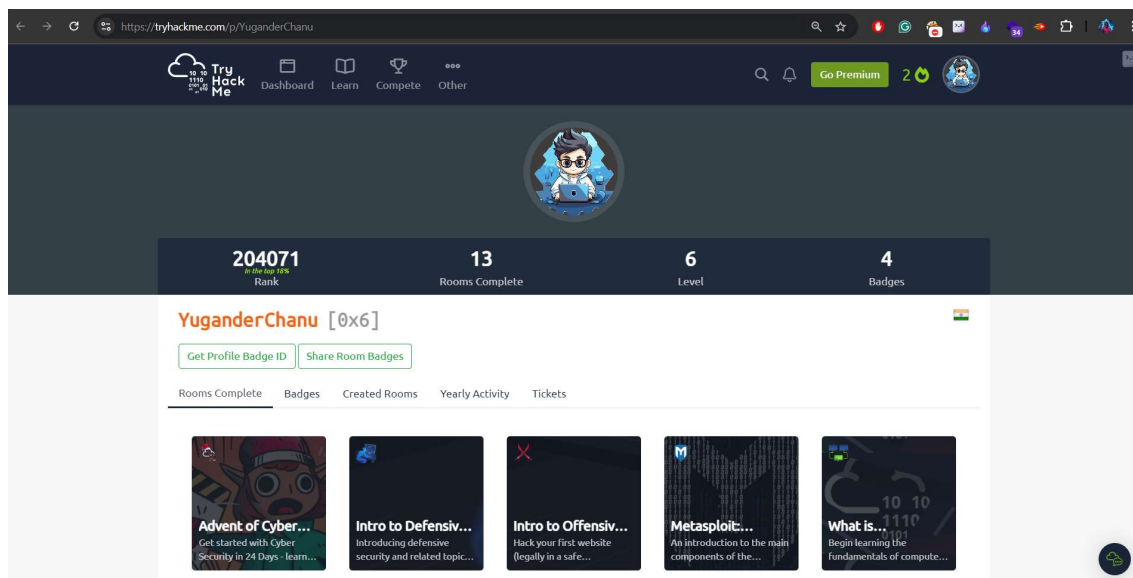 https://tryhackme.com/p/YuganderChanu
34
Try
Hack
Me
Dashboard
Learn
Compete
Other
Go Premium
2
204071
13
6
4
In the top 18%
Rank
Rooms Complete
Level
Badges
YuganderChanu [0x6]
Get Profile Badge ID
Share Room Badges
Rooms Complete
Badges
Created Rooms
Yearly Activity
Tickets
Advent of Cyber...
Get started with Cyber
Security in 24 Days - learn...
Intro to Defensiv...
Introducing defensive
security and related topic...
Intro to Offensiv...
Hack your first website
(legally in a safe...
Metasploit:...
An introduction to the main
components of the...
What is...
Begin learning the
fundamentals of compute...